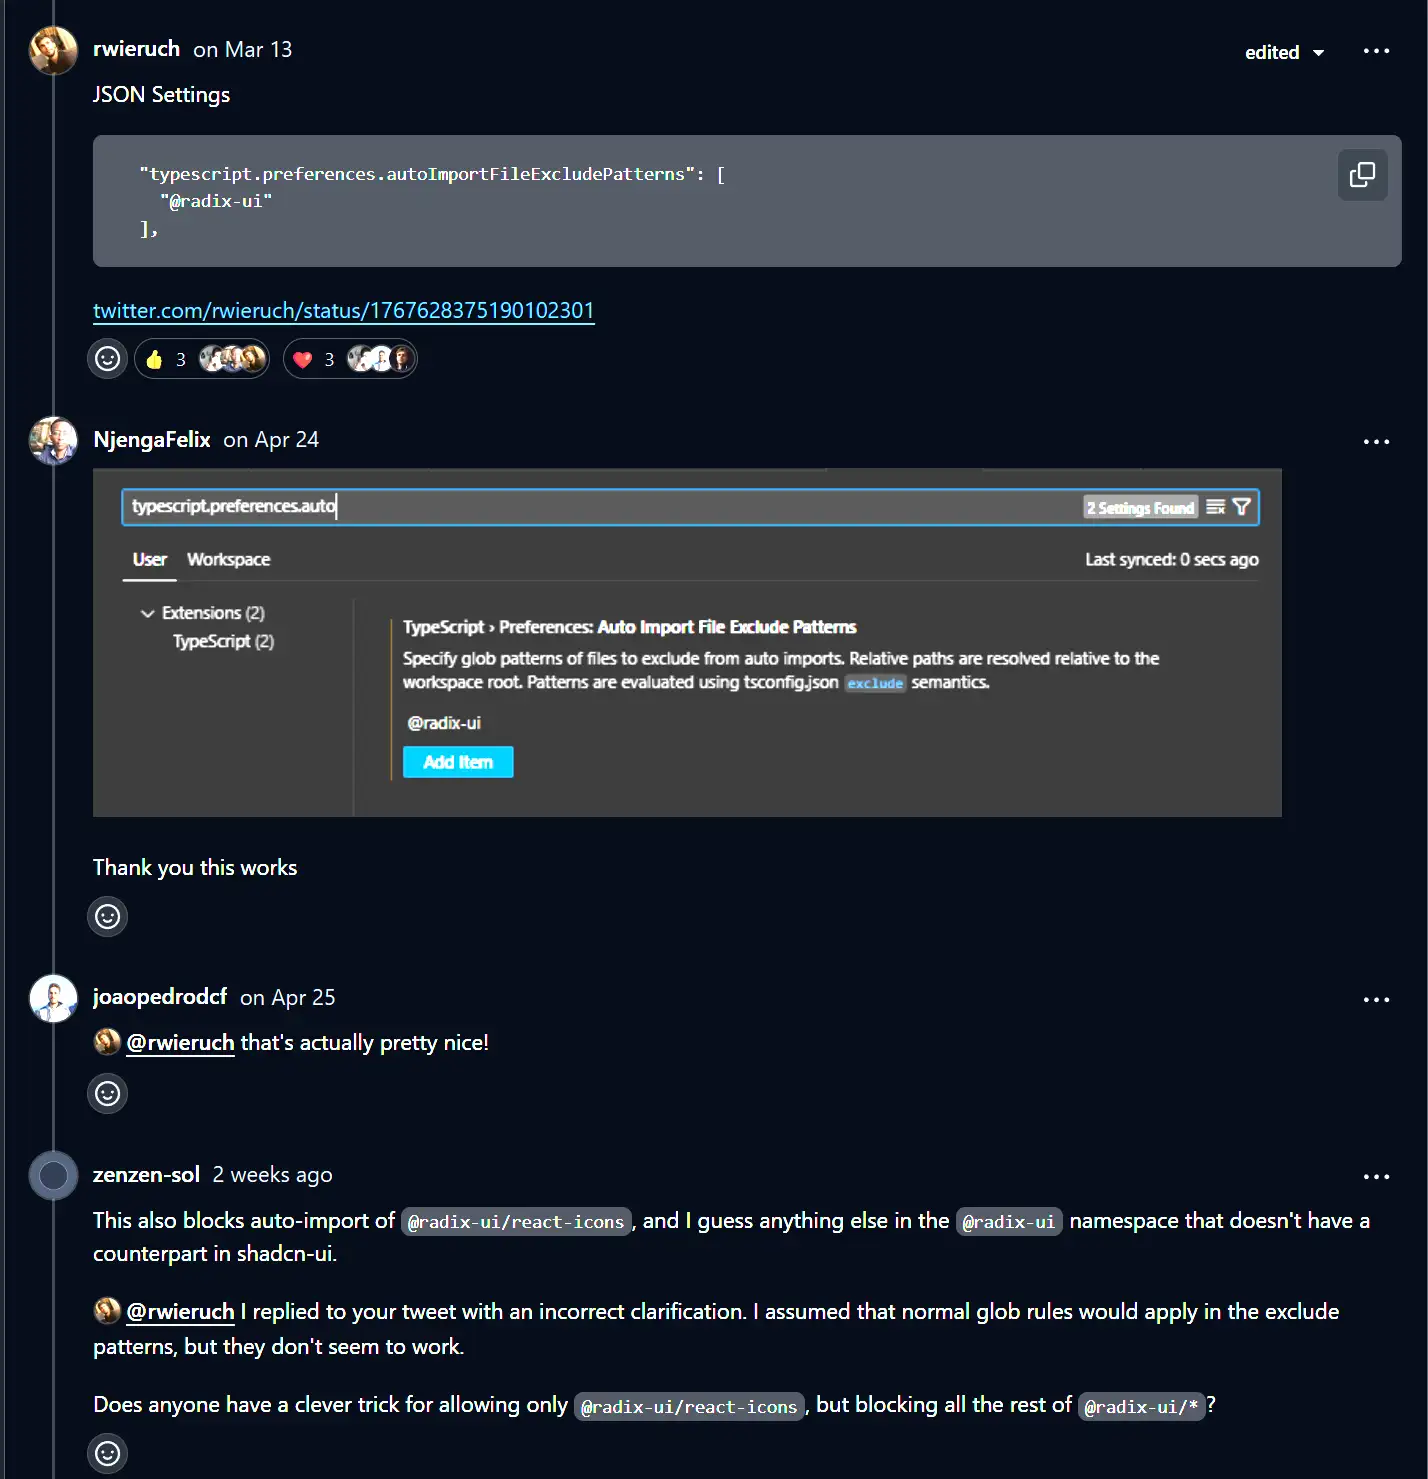 rwieruch on Mar 13
edited
JSON Settings
"typescript.preferences.autoImportFileExcludePatterns": [
"@radix-ui"
],
twitter.com/rwieruch/status/1767628375190102301
3 3
NjengaFelix on Apr 24
typescript.preferences.auto
2 Settings Found
User Workspace
Last synced: 0 secs ago
Extensions (2)
TypeScript (2)
TypeScript › Preferences: Auto Import File Exclude Patterns
Specify glob patterns of files to exclude from auto imports. Relative paths are resolved relative to the
workspace root. Patterns are evaluated using tsconfig.json exclude semantics.
@radix-ui
Add Item
Thank you this works
joaopedrodcf on Apr 25
@rwieruch that's actually pretty nice!
zenzen-sol 2 weeks ago
This also blocks auto-import of @radix-ui/react-icons, and I guess anything else in the @radix-ui namespace that doesn't have a
counterpart in shadcn-ui.
@rwieruch I replied to your tweet with an incorrect clarification. I assumed that normal glob rules would apply in the exclude
patterns, but they don't seem to work.
Does anyone have a clever trick for allowing only @radix-ui/react-icons, but blocking all the rest of @radix-ui/*?